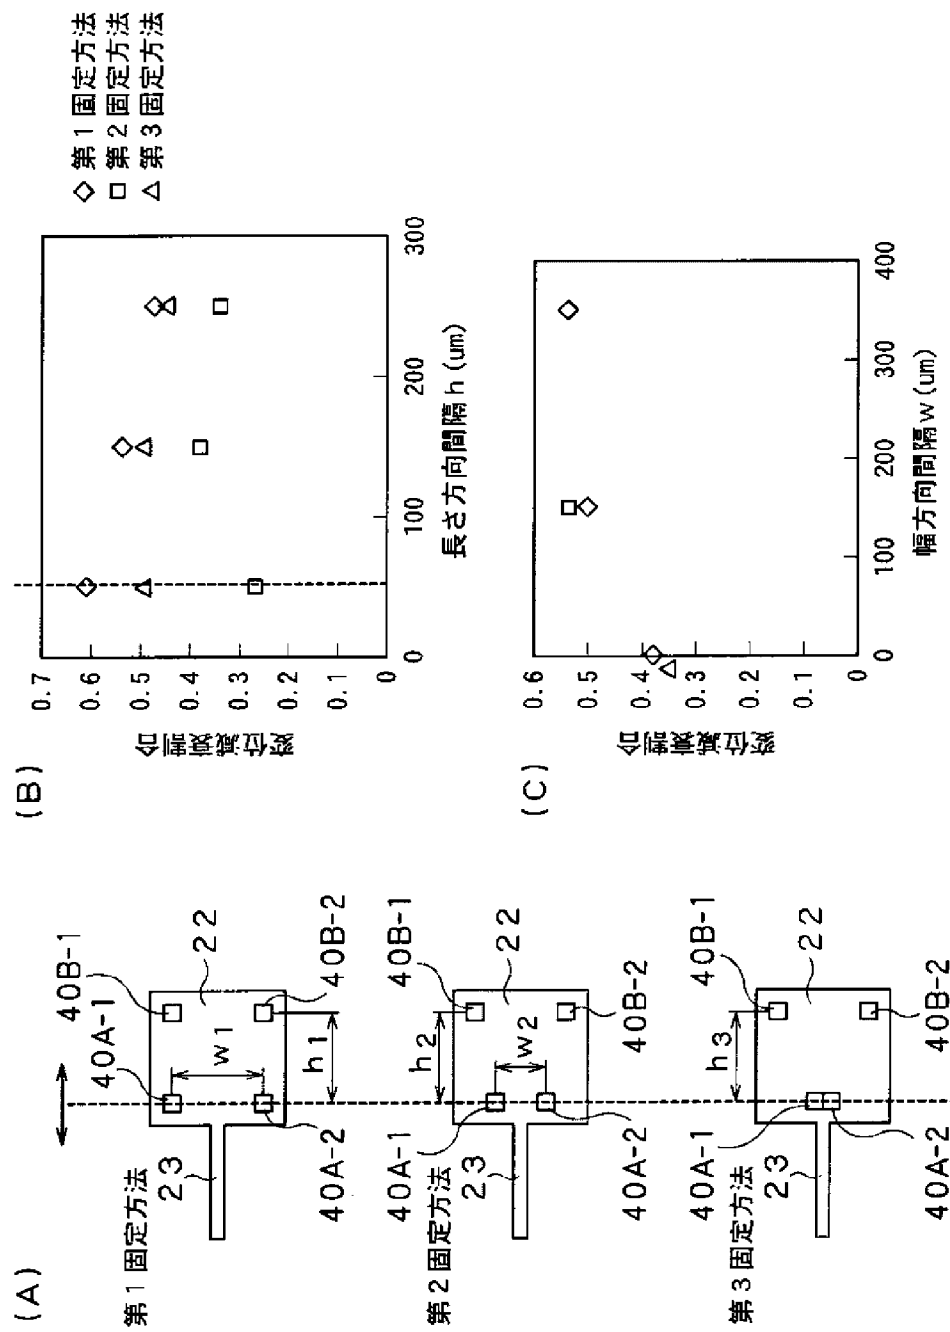 (A)
第1固定方法
23
40A-1
40B-1
w1
22
h1
40A-2
40B-2
第2固定方法
23
40A-1
40B-1
h2
22
w2
40A-2
40B-2
第3固定方法
23
40A-1
40B-1
h3
22
40A-2
40B-2
(B)
変位減衰割合
0.7
0.6
0.5
0.4
0.3
0.2
0.1
0
0
100
200
300
長さ方向間隔h(um)
◇ 第1固定方法
□ 第2固定方法
△ 第3固定方法
(C)
変位減衰割合
0.6
0.5
0.4
0.3
0.2
0.1
0
0
100
200
300
400
幅方向間隔w(um)